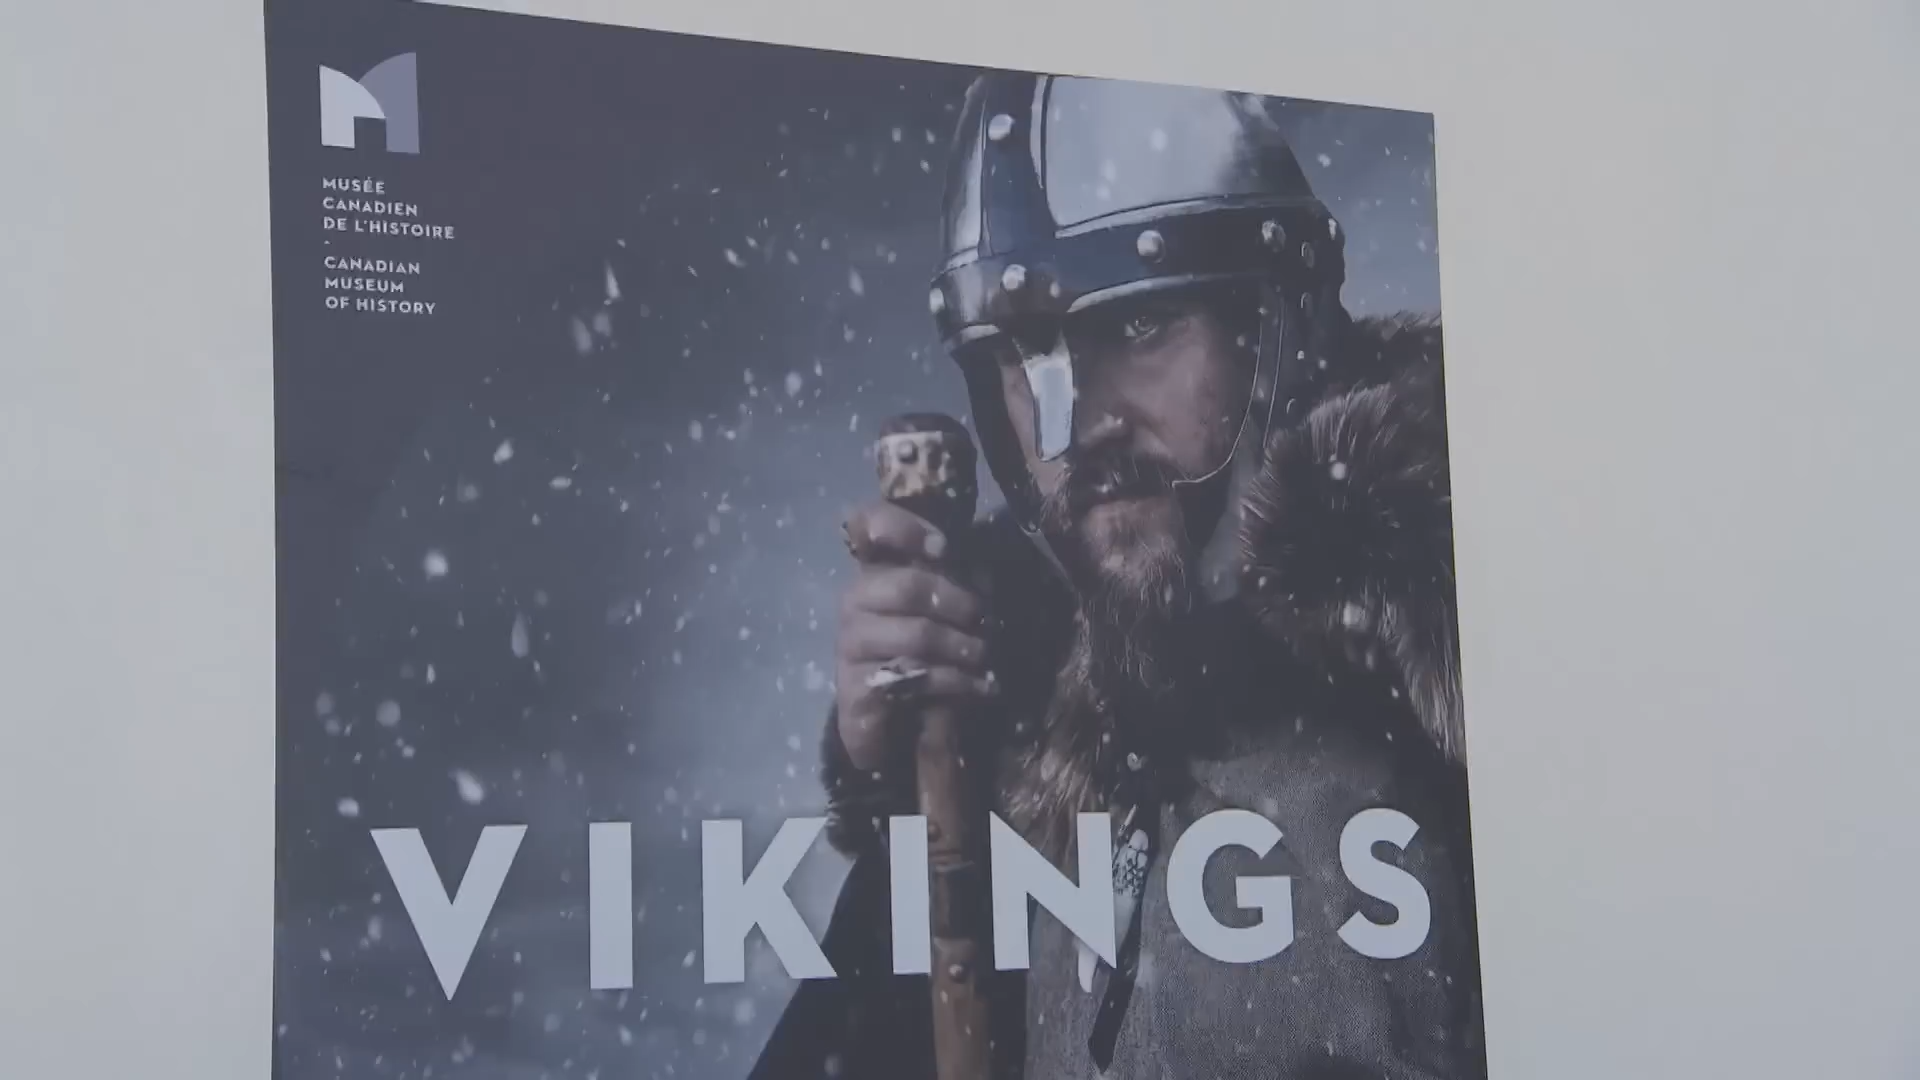 MUSÉE
CANADIEN
DE L'HISTOIRE
-
CANADIAN
MUSEUM
OF HISTORY
VIKINGS